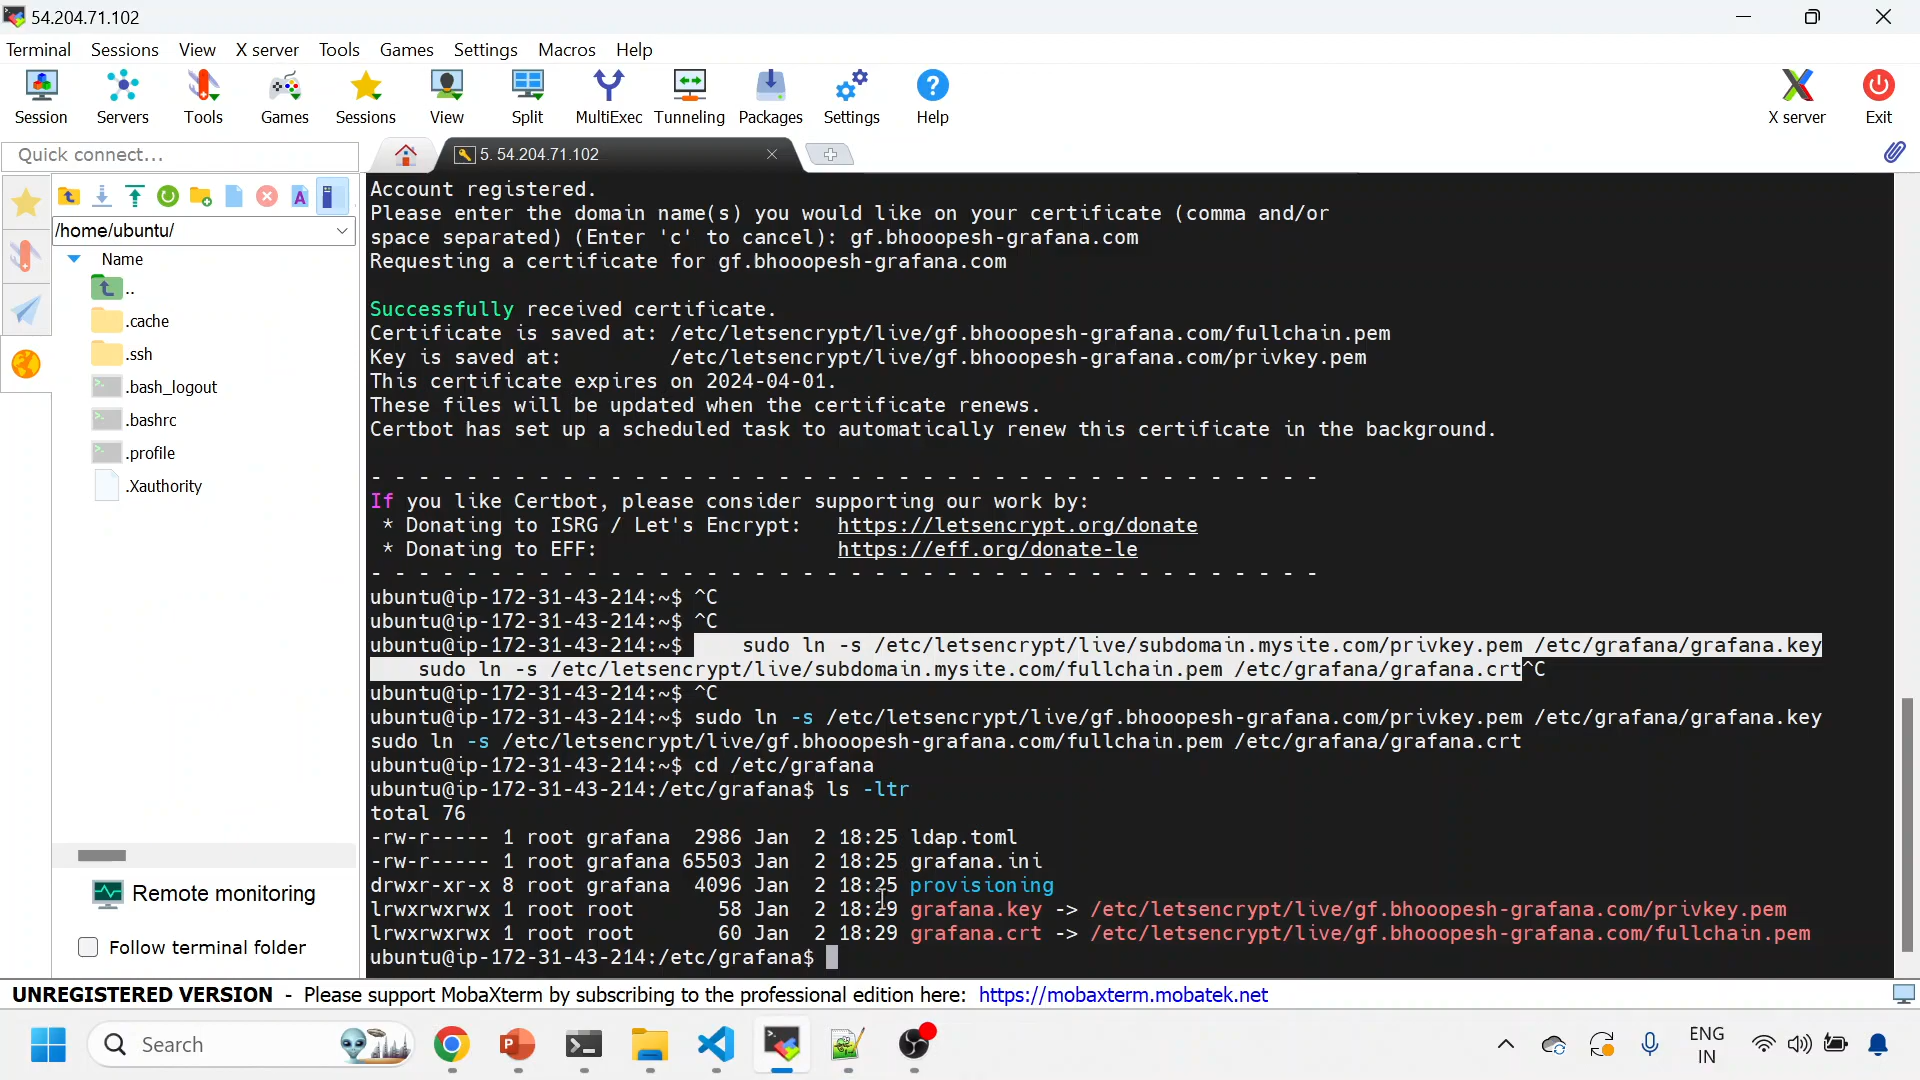 54.204.71.102
Terminal Sessions View X server Tools Games Settings Macros Help
Session Servers Tools Games Sessions View Split MultiExec Tunneling Packages Settings Help X server Exit
Quick connect...
5. 54.204.71.102
/home/ubuntu/
Name
..
.cache
.ssh
.bash_logout
.bashrc
.profile
.Xauthority
Remote monitoring
Follow terminal folder
Account registered.
Please enter the domain name(s) you would like on your certificate (comma and/or
space separated) (Enter 'c' to cancel): gf.bhooopesh-grafana.com
Requesting a certificate for gf.bhooopesh-grafana.com
Successfully received certificate.
Certificate is saved at: /etc/letsencrypt/live/gf.bhooopesh-grafana.com/fullchain.pem
Key is saved at:         /etc/letsencrypt/live/gf.bhooopesh-grafana.com/privkey.pem
This certificate expires on 2024-04-01.
These files will be updated when the certificate renews.
Certbot has set up a scheduled task to automatically renew this certificate in the background.
- - - - - - - - - - - - - - - - - - - - - - - - - - - - - - - - - - - - - - - -
If you like Certbot, please consider supporting our work by:
 * Donating to ISRG / Let's Encrypt:   https://letsencrypt.org/donate
 * Donating to EFF:                    https://eff.org/donate-le
- - - - - - - - - - - - - - - - - - - - - - - - - - - - - - - - - - - - - - - -
ubuntu@ip-172-31-43-214:~$ ^C
ubuntu@ip-172-31-43-214:~$ ^C
ubuntu@ip-172-31-43-214:~$     sudo ln -s /etc/letsencrypt/live/subdomain.mysite.com/privkey.pem /etc/grafana/grafana.key
    sudo ln -s /etc/letsencrypt/live/subdomain.mysite.com/fullchain.pem /etc/grafana/grafana.crt^C
ubuntu@ip-172-31-43-214:~$ ^C
ubuntu@ip-172-31-43-214:~$ sudo ln -s /etc/letsencrypt/live/gf.bhooopesh-grafana.com/privkey.pem /etc/grafana/grafana.key
sudo ln -s /etc/letsencrypt/live/gf.bhooopesh-grafana.com/fullchain.pem /etc/grafana/grafana.crt
ubuntu@ip-172-31-43-214:~$ cd /etc/grafana
ubuntu@ip-172-31-43-214:/etc/grafana$ ls -ltr
total 76
-rw-r----- 1 root grafana  2986 Jan  2 18:25 ldap.toml
-rw-r----- 1 root grafana 65503 Jan  2 18:25 grafana.ini
drwxr-xr-x 8 root grafana  4096 Jan  2 18:25 provisioning
lrwxrwxrwx 1 root root       58 Jan  2 18:29 grafana.key -> /etc/letsencrypt/live/gf.bhooopesh-grafana.com/privkey.pem
lrwxrwxrwx 1 root root       60 Jan  2 18:29 grafana.crt -> /etc/letsencrypt/live/gf.bhooopesh-grafana.com/fullchain.pem
ubuntu@ip-172-31-43-214:/etc/grafana$
UNREGISTERED VERSION - Please support MobaXterm by subscribing to the professional edition here: https://mobaxterm.mobatek.net
Search
ENG
IN